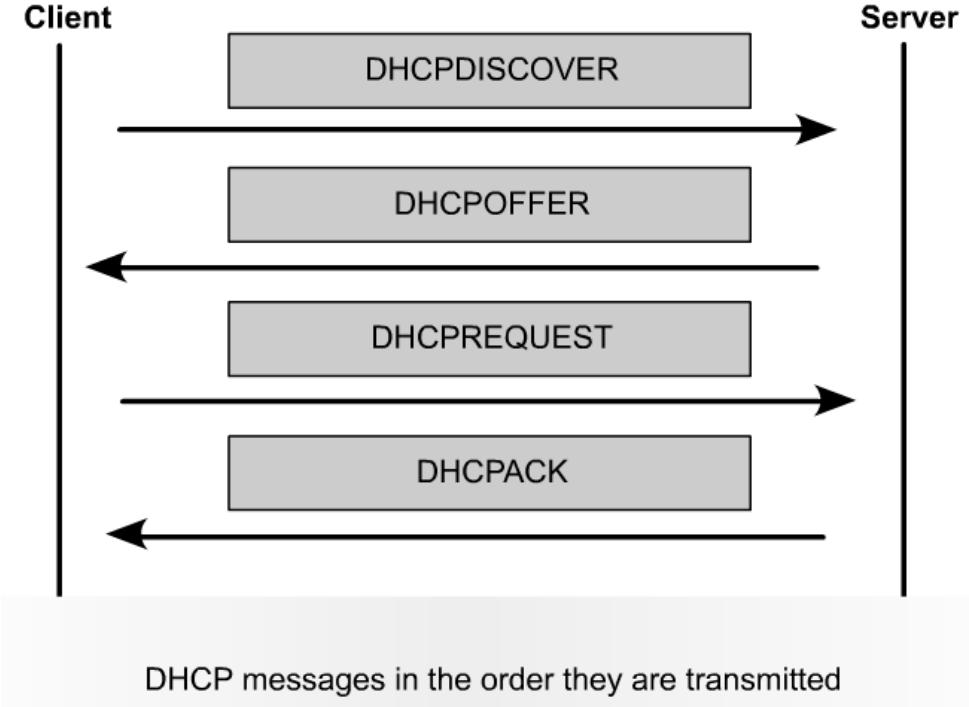 Client
Server
DHCPDISCOVER
DHCPOFFER
DHCPREQUEST
DHCPACK
DHCP messages in the order they are transmitted